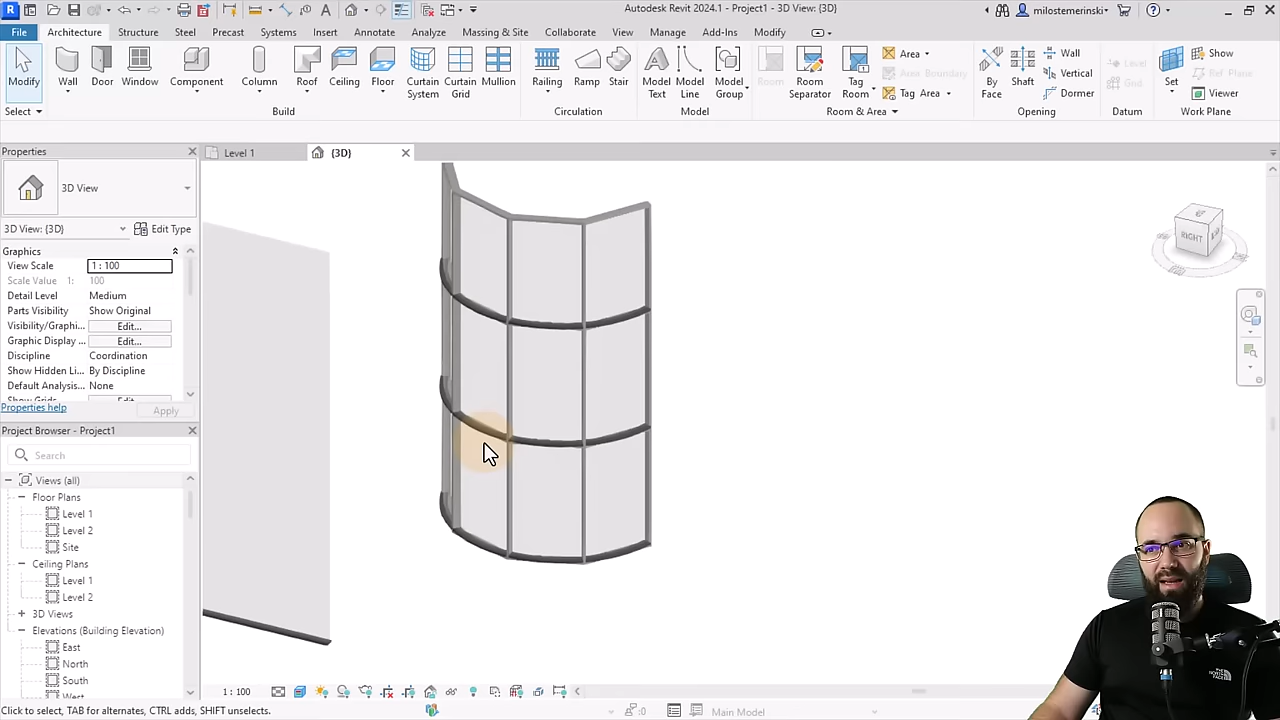 Autodesk Revit 2024.1 - Project1 - 3D View: {3D}
milostemerinski
File Architecture Structure Steel Precast Systems Insert Annotate Analyze Massing & Site Collaborate View Manage Add-Ins Modify
Modify Wall Door Window Component Column Roof Ceiling Floor Curtain System Curtain Grid Mullion Railing Ramp Stair Model Text Model Line Model Group Room Room Separator Tag Room
Area
Area Boundary
Tag Area
By Face Shaft
Wall
Vertical
Dormer
Level
Grid
Set
Show
Ref Plane
Viewer
Select Build Circulation Model Room & Area Opening Datum Work Plane
Properties
Level 1 {3D}
3D View
3D View: {3D} Edit Type
Graphics
View Scale 1 : 100
Scale Value 1: 100
Detail Level Medium
Parts Visibility Show Original
Visibility/Graphi... Edit...
Graphic Display ... Edit...
Discipline Coordination
Show Hidden Li... By Discipline
Default Analysis... None
Show Grids Edit...
Properties help Apply
Project Browser - Project1
Search
Views (all)
Floor Plans
Level 1
Level 2
Site
Ceiling Plans
Level 1
Level 2
3D Views
Elevations (Building Elevation)
East
North
South
West
RIGHT
1 : 100
Click to select, TAB for alternates, CTRL adds, SHIFT unselects.
:0
Main Model
THE NORTH FACE